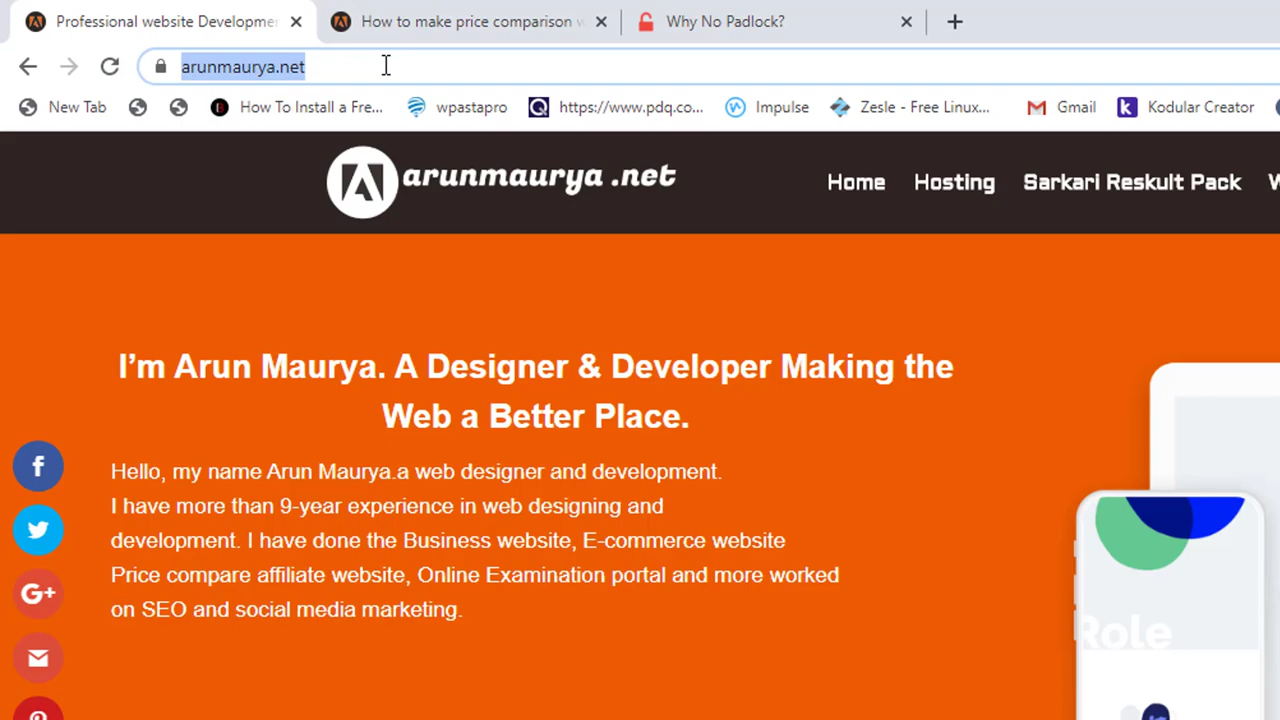 Professional website Developmen
How to make price comparison w
Why No Padlock?
arunmaurya.net
New Tab
How To Install a Fre...
wpastapro
https://www.pdq.co...
Impulse
Zesle - Free Linux...
Gmail
Kodular Creator
arunmaurya .net
Home
Hosting
Sarkari Reskult Pack
I’m Arun Maurya. A Designer & Developer Making the
Web a Better Place.
Hello, my name Arun Maurya.a web designer and development.
I have more than 9-year experience in web designing and
development. I have done the Business website, E-commerce website
Price compare affiliate website, Online Examination portal and more worked
on SEO and social media marketing.
Role